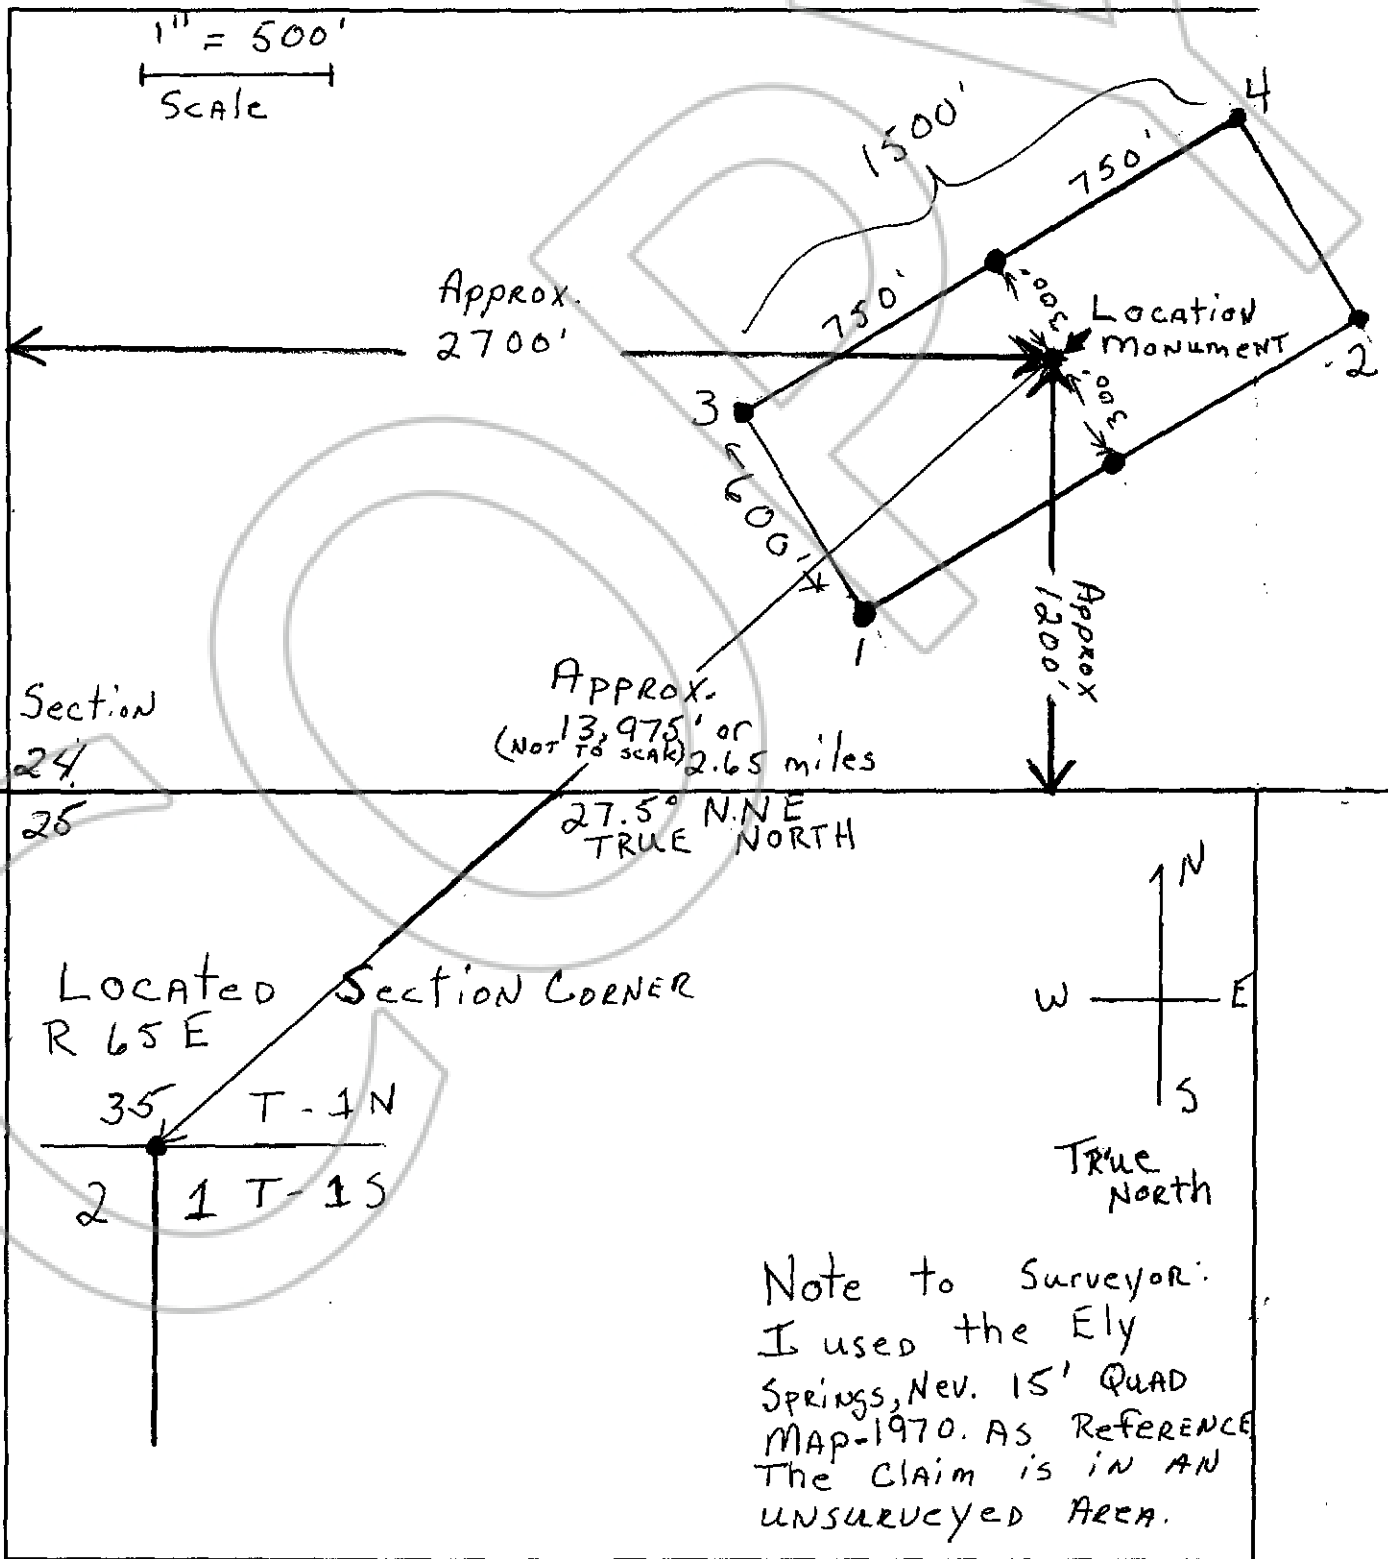 1" = 500'
Scale
4
1500'
750'
Approx.
2700'
750'
300'
Location
Monument
2
3
300'
600'
1
Approx
1200'
Approx.
13,975' or
(Not to scale) 2.65 miles
Section
24
25
27.5° N.N.E
TRUE NORTH
N
W
E
S
True
North
Located Section Corner
R 65 E
35 T-1N
2 1 T-1S
Note to Surveyor:
I used the Ely
Springs, Nev. 15' Quad
Map-1970. As Reference
The Claim is in an
unsurveyed Area.
COPY